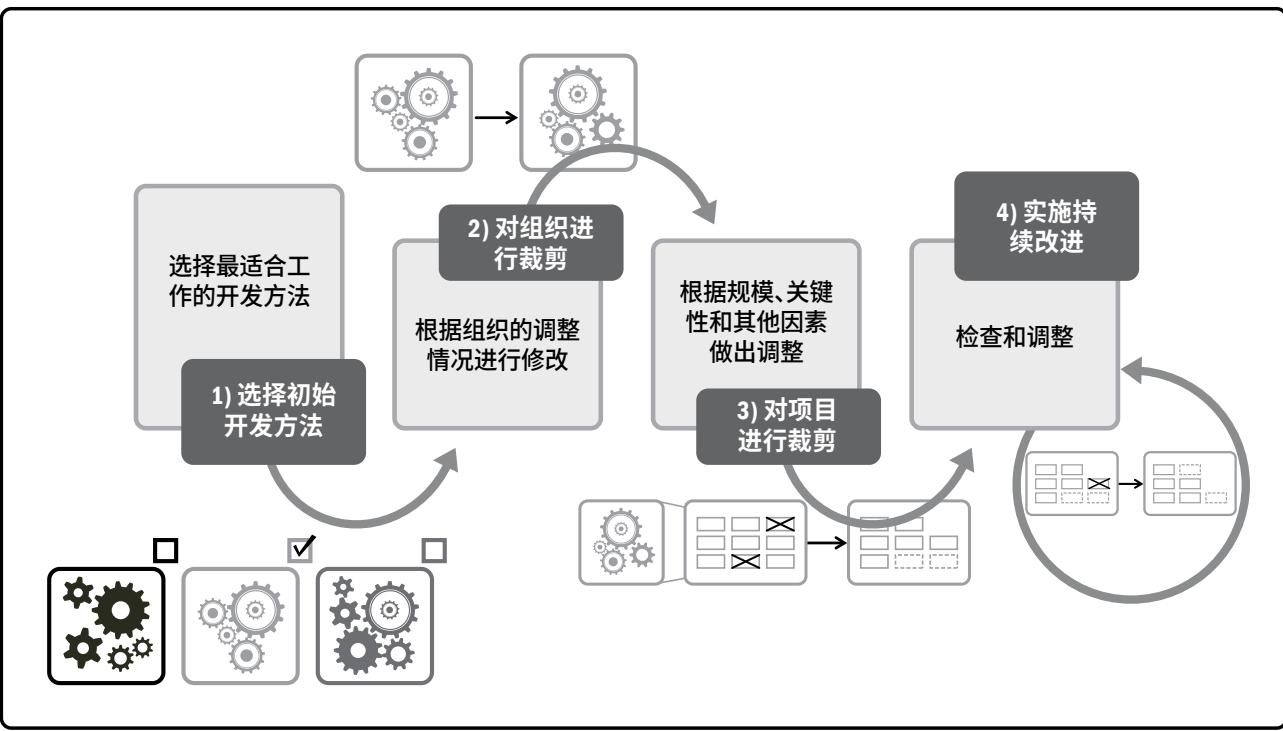 选择最适合工
作的开发方法
1) 选择初始
开发方法
2) 对组织进
行裁剪
根据组织的调整
情况进行修改
根据规模、关键
性和其他因素
做出调整
3) 对项目
进行裁剪
4) 实施持
续改进
检查和调整